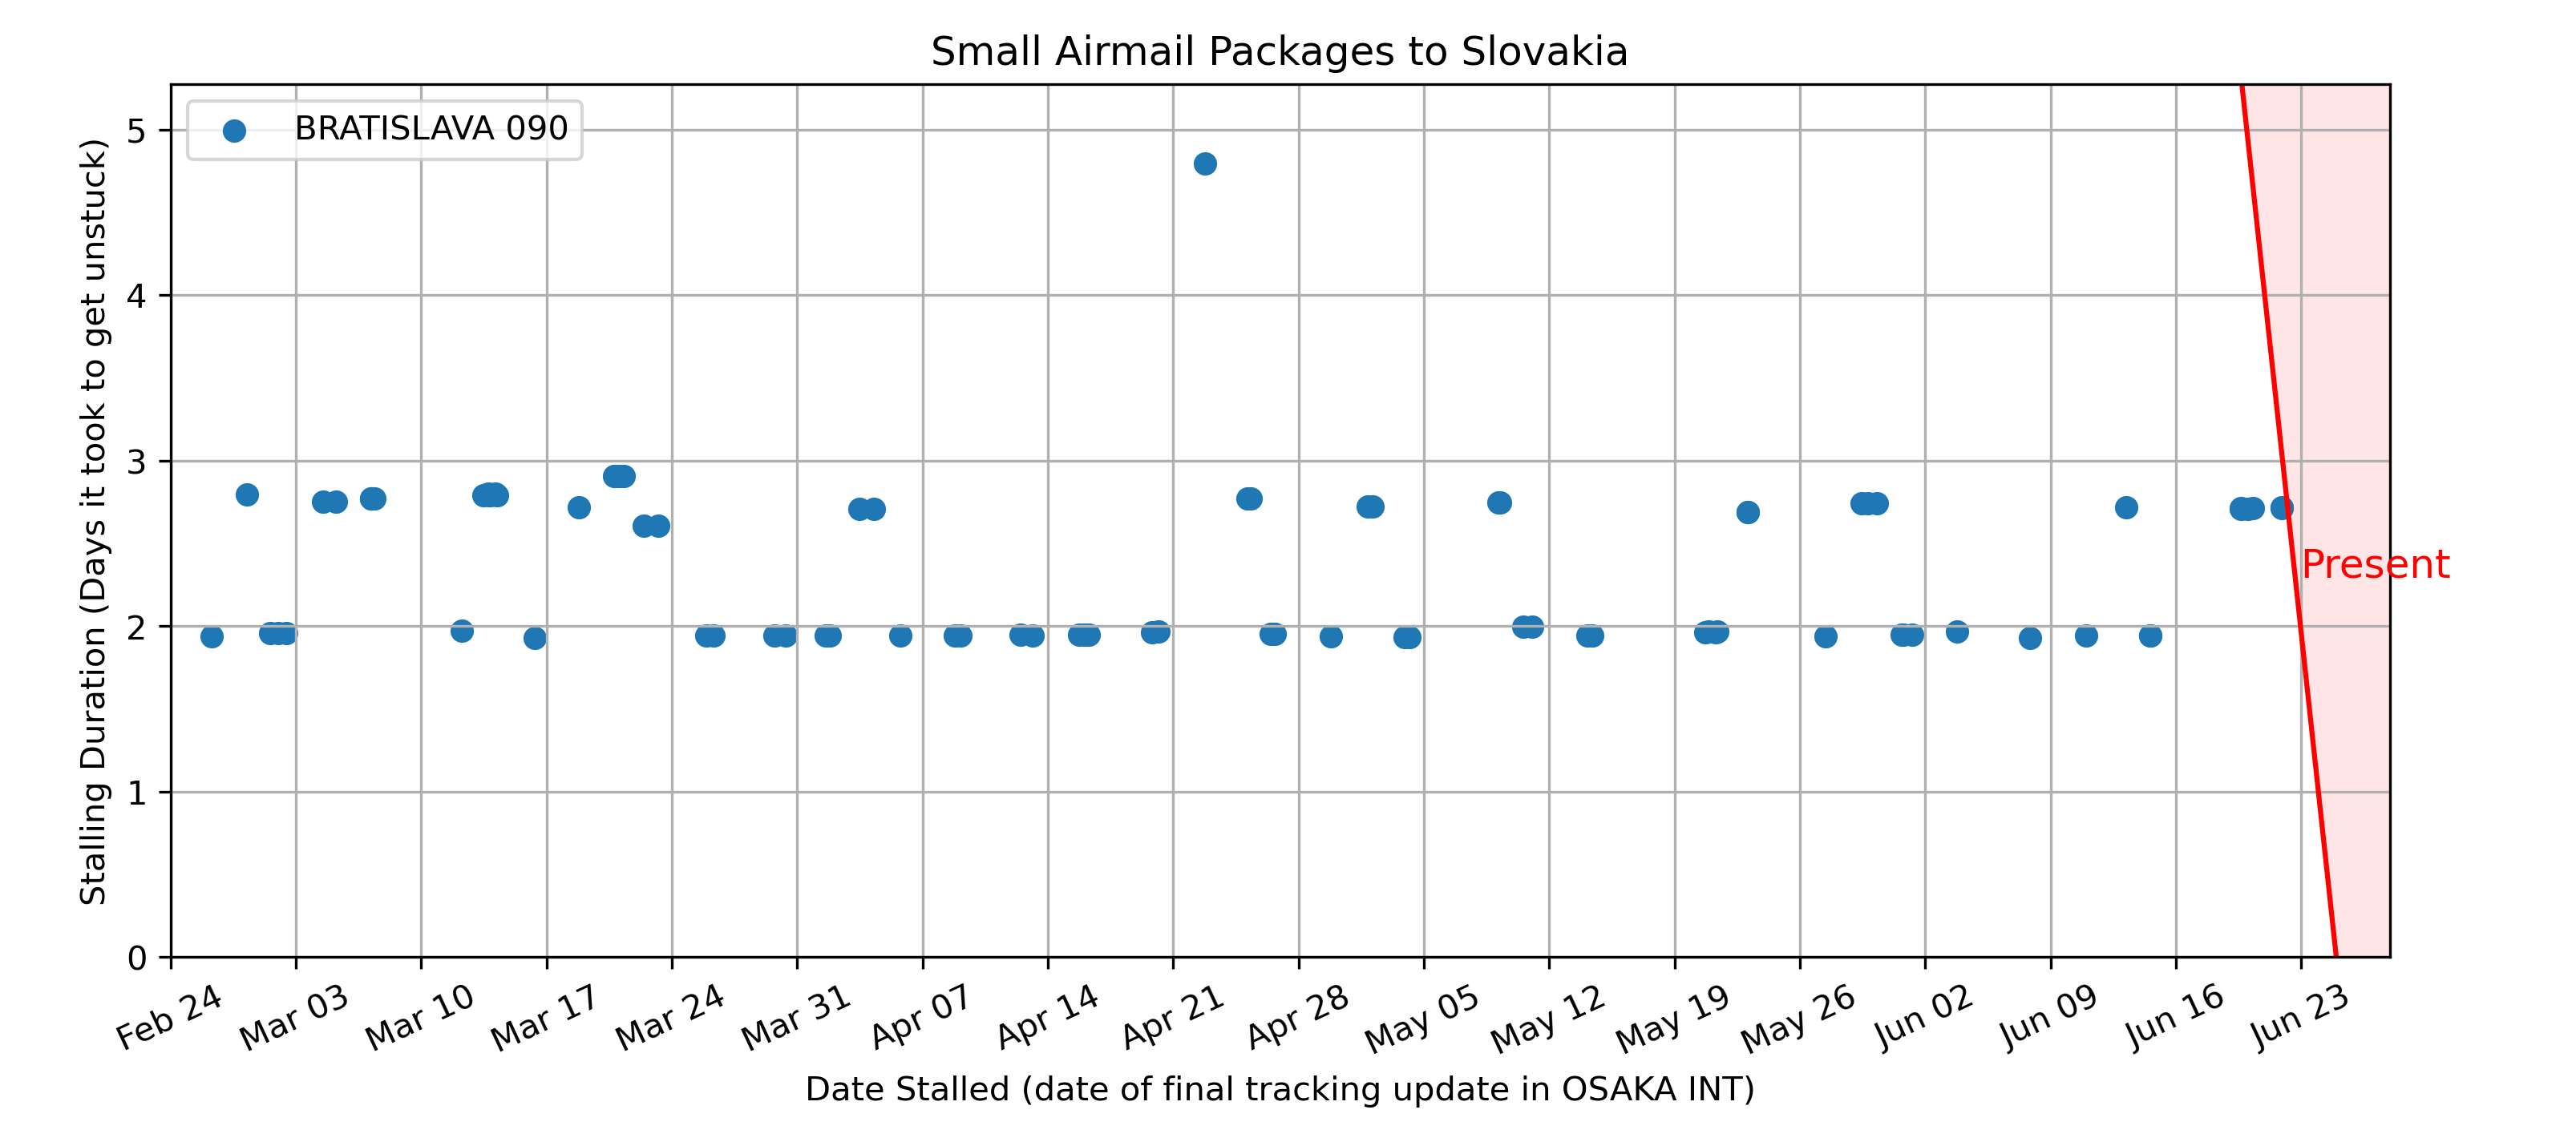 Small Airmail Packages to Slovakia
BRATISLAVA 090
Stalling Duration (Days it took to get unstuck)
5
4
3
2
1
0
Present
Feb 24
Mar 03
Mar 10
Mar 17
Mar 24
Mar 31
Apr 07
Apr 14
Apr 21
Apr 28
May 05
May 12
May 19
May 26
Jun 02
Jun 09
Jun 16
Jun 23
Date Stalled (date of final tracking update in OSAKA INT)